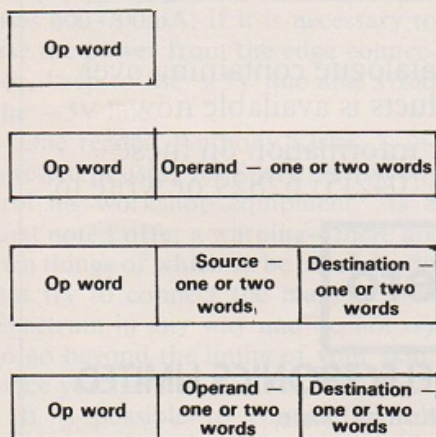 Op word
Op word Operand — one or two words
Op word Source — one or two words, Destination — one or two words
Op word Operand one or two words Destination — one or two words